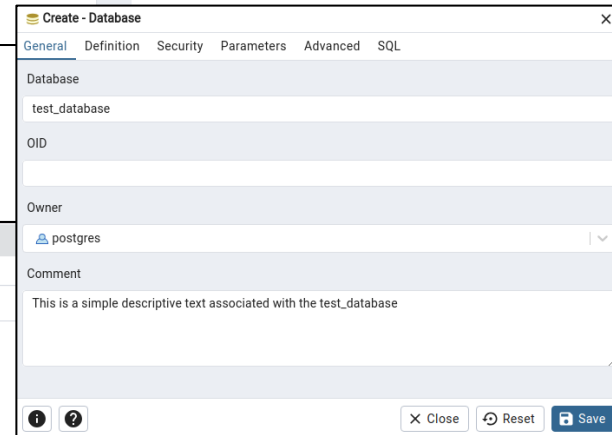 Create - Database
General Definition Security Parameters Advanced SQL
Database
test_database
OID
Owner
postgres
Comment
This is a simple descriptive text associated with the test_database
Close Reset Save